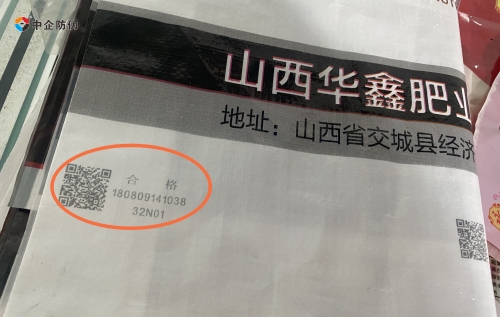 中企防伪
山西华鑫肥业
地址：山西省交城县经济
合 格
180809141038
32N01